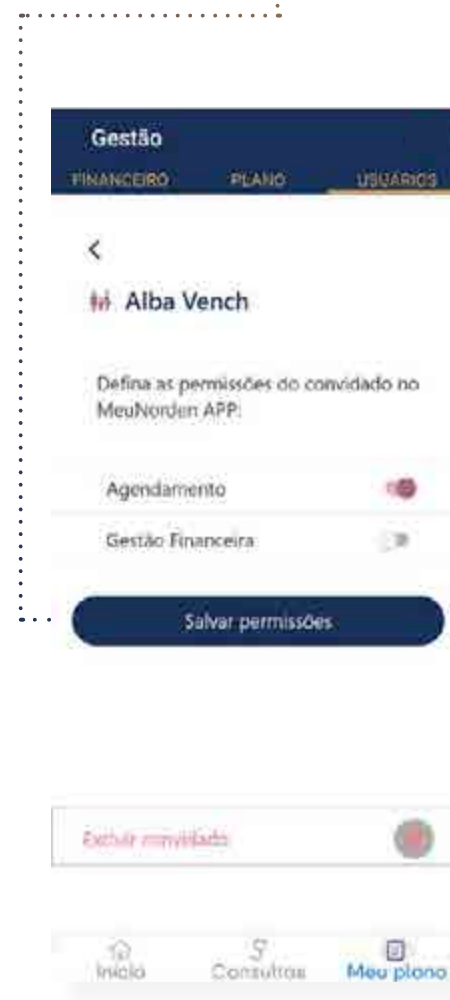 Gestão
FINANCEIRO PLANO USUÁRIOS
Alba Vench
Defina as permissões do convidado no
MeuNorden APP:
Agendamento
Gestão Financeira
Salvar permissões
Excluir convidado
Início Consultas Meu plano